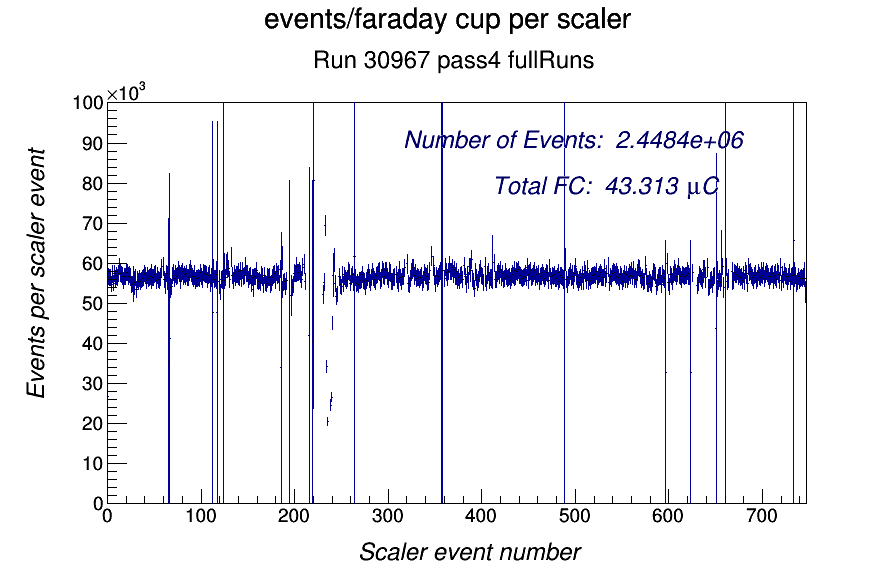 events/faraday cup per scaler
Run 30967 pass4 fullRuns
×10³
100
90
80
70
60
50
40
30
20
10
0
Events per scaler event
Number of Events: 2.4484e+06
Total FC: 43.313 μC
0 100 200 300 400 500 600 700
Scaler event number